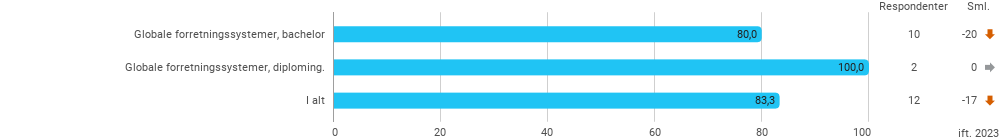 Respondenter Sml.
Globale forretningssystemer, bachelor 80,0 10 -20
Globale forretningssystemer, diploming. 100,0 2 0
I alt 83,3 12 -17
0 20 40 60 80 100
ift. 2023